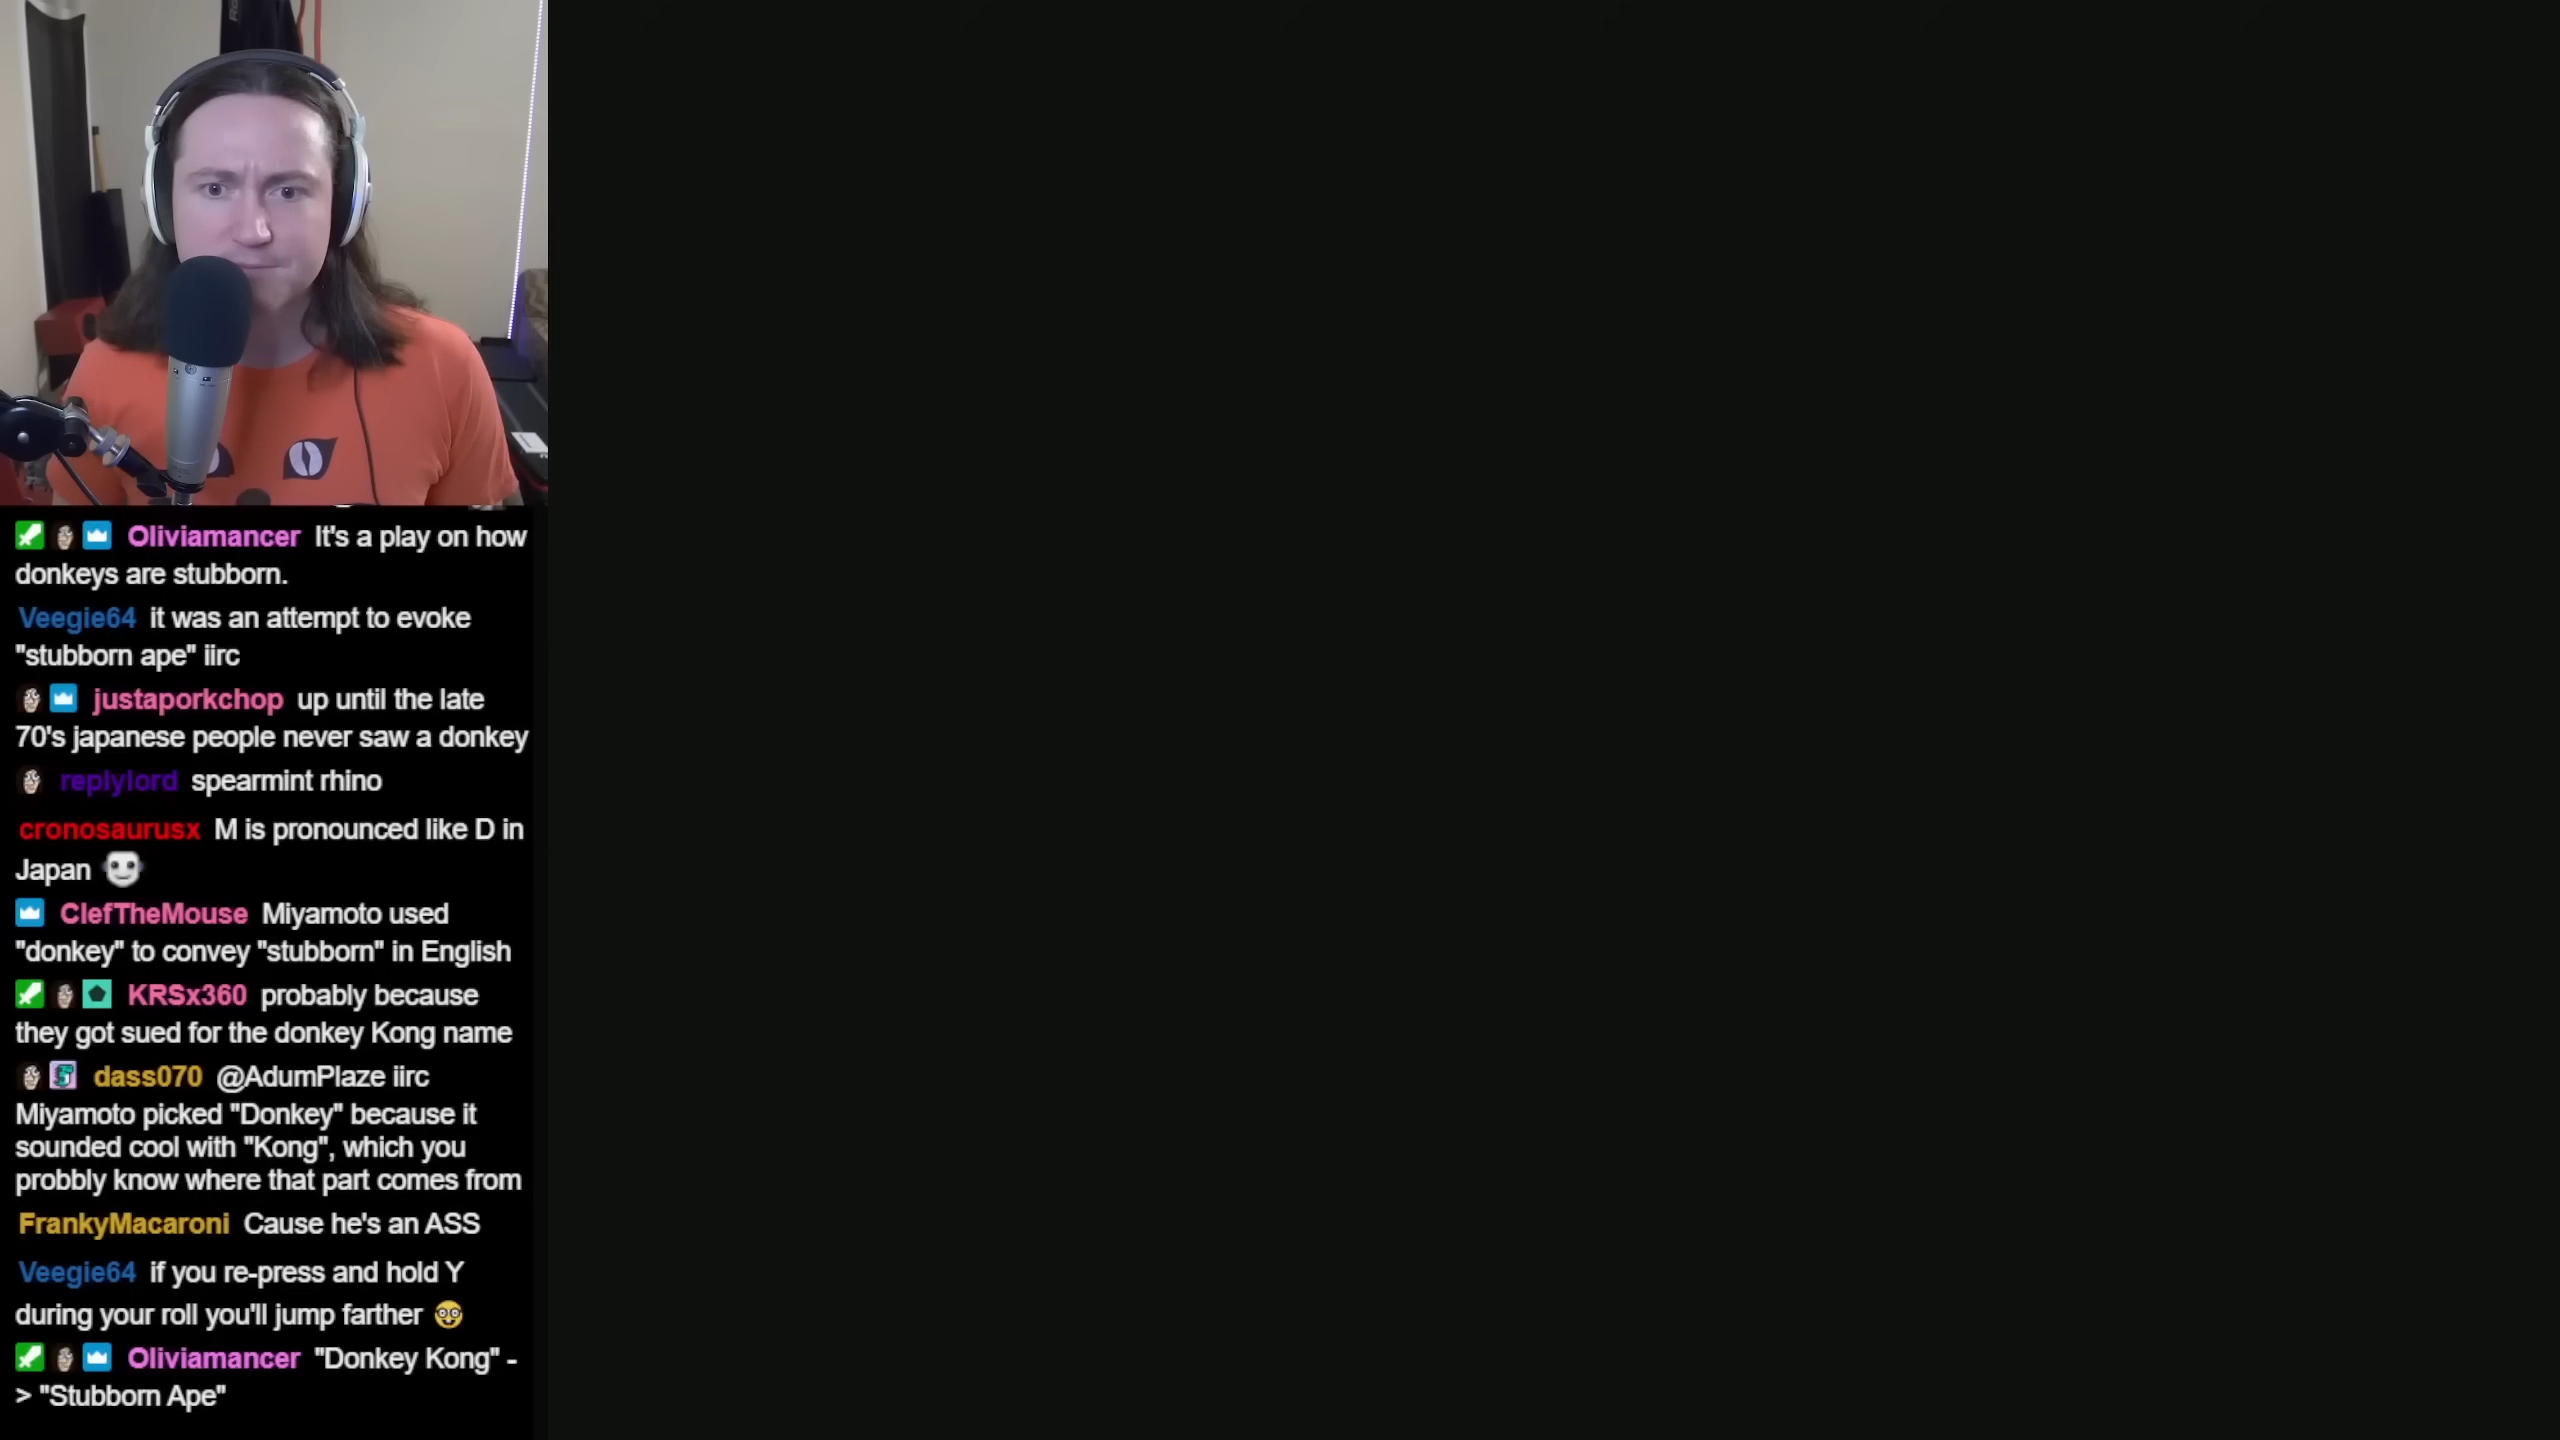 Oliviamancer It's a play on how
donkeys are stubborn.
Veegie64 it was an attempt to evoke
"stubborn ape" iirc
justaporkchop up until the late
70's japanese people never saw a donkey
replylord spearmint rhino
cronosaurusx M is pronounced like D in
Japan
ClefTheMouse Miyamoto used
"donkey" to convey "stubborn" in English
KRSx360 probably because
they got sued for the donkey Kong name
dass070 @AdumPlaze iirc
Miyamoto picked "Donkey" because it
sounded cool with "Kong", which you
probbly know where that part comes from
FrankyMacaroni Cause he's an ASS
Veegie64 if you re-press and hold Y
during your roll you'll jump farther 🤓
Oliviamancer "Donkey Kong" -
> "Stubborn Ape"